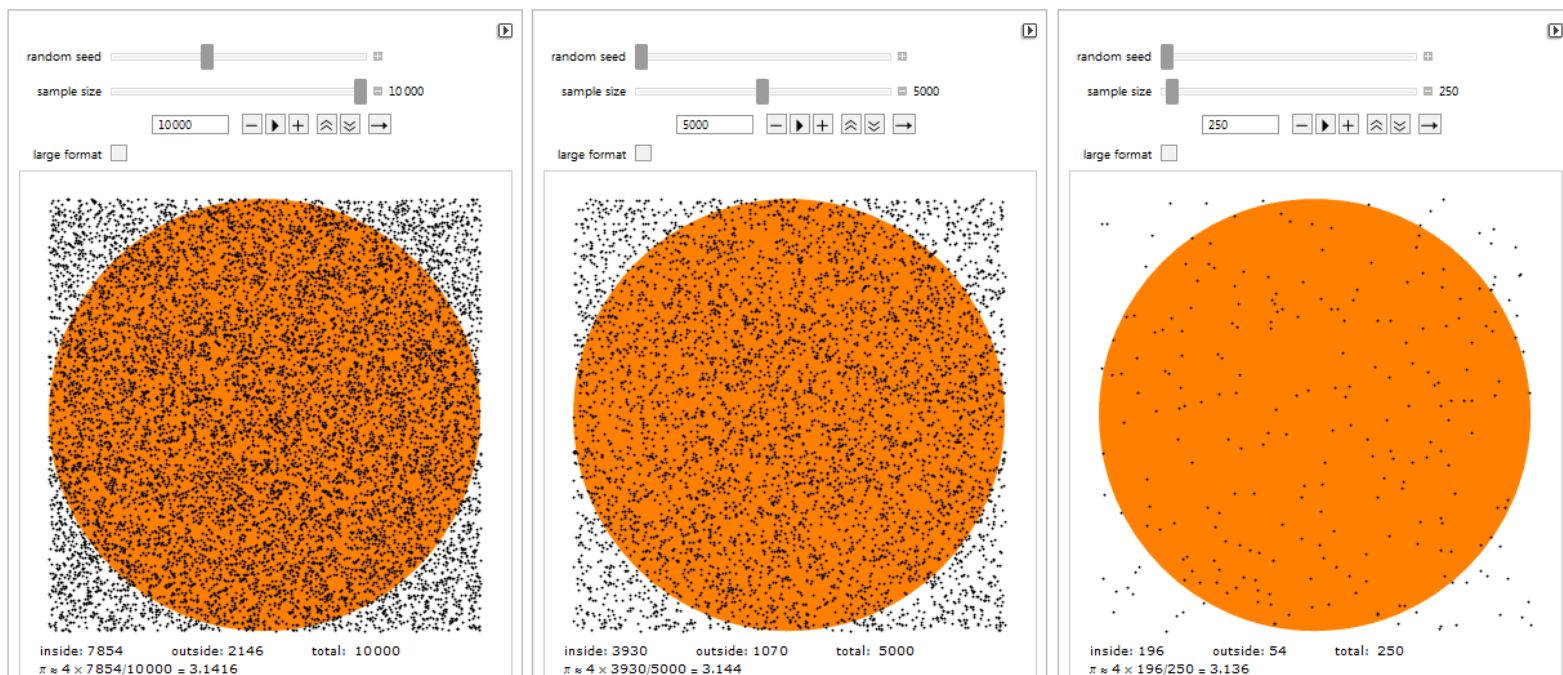 random seed
sample size 10000
10000
large format
inside: 7854 outside: 2146 total: 10000
π ≈ 4 × 7854/10000 = 3.1416
random seed
sample size 5000
5000
large format
inside: 3930 outside: 1070 total: 5000
π ≈ 4 × 3930/5000 = 3.144
random seed
sample size 250
250
large format
inside: 196 outside: 54 total: 250
π ≈ 4 × 196/250 = 3.136